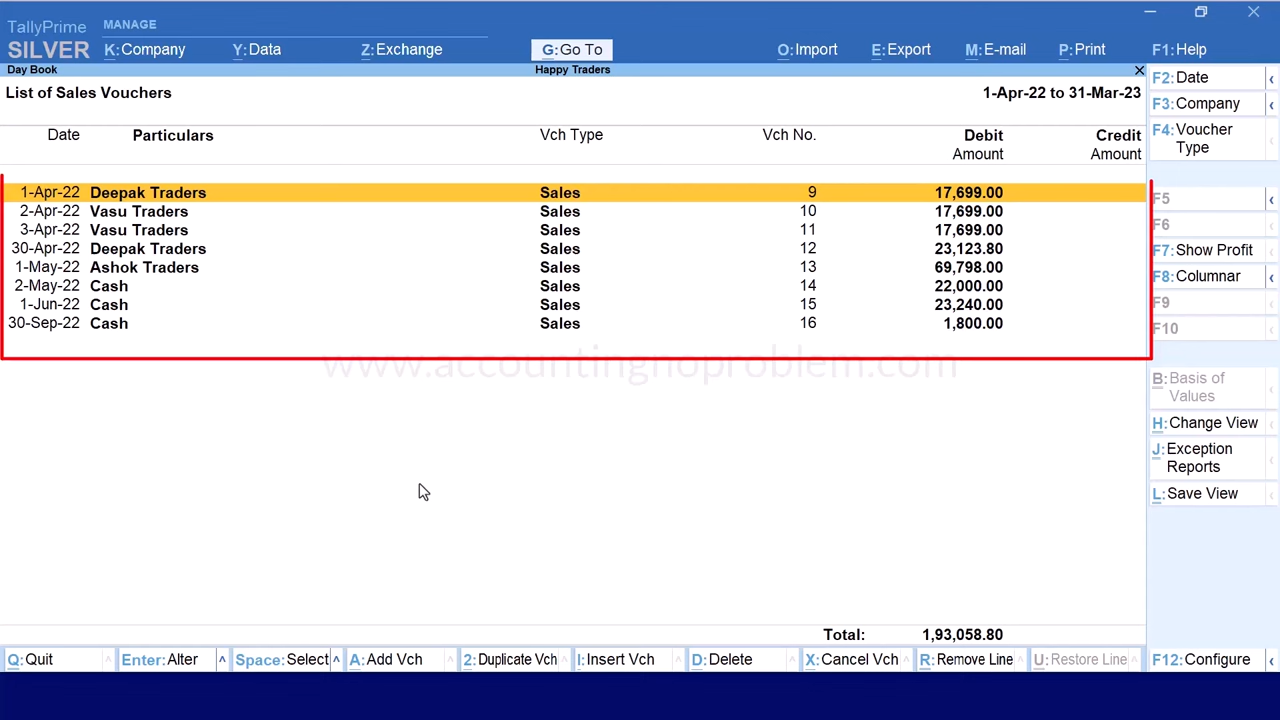 TallyPrime MANAGE
SILVER K:Company Y:Data Z:Exchange G:Go To O:Import E:Export M:E-mail P:Print F1:Help
Day Book Happy Traders
List of Sales Vouchers 1-Apr-22 to 31-Mar-23
Date Particulars Vch Type Vch No. Debit Credit
Amount Amount
1-Apr-22 Deepak Traders Sales 9 17,699.00
2-Apr-22 Vasu Traders Sales 10 17,699.00
3-Apr-22 Vasu Traders Sales 11 17,699.00
30-Apr-22 Deepak Traders Sales 12 23,123.80
1-May-22 Ashok Traders Sales 13 69,798.00
2-May-22 Cash Sales 14 22,000.00
1-Jun-22 Cash Sales 15 23,240.00
30-Sep-22 Cash Sales 16 1,800.00
www.accountingnoproblem.com
Total: 1,93,058.80
F2:Date
F3:Company
F4:Voucher
Type
F5
F6
F7:Show Profit
F8:Columnar
F9
F10
B:Basis of
Values
H:Change View
J:Exception
Reports
L:Save View
Q:Quit Enter:Alter Space:Select A:Add Vch 2:Duplicate Vch I:Insert Vch D:Delete X:Cancel Vch R:Remove Line U:Restore Line F12:Configure